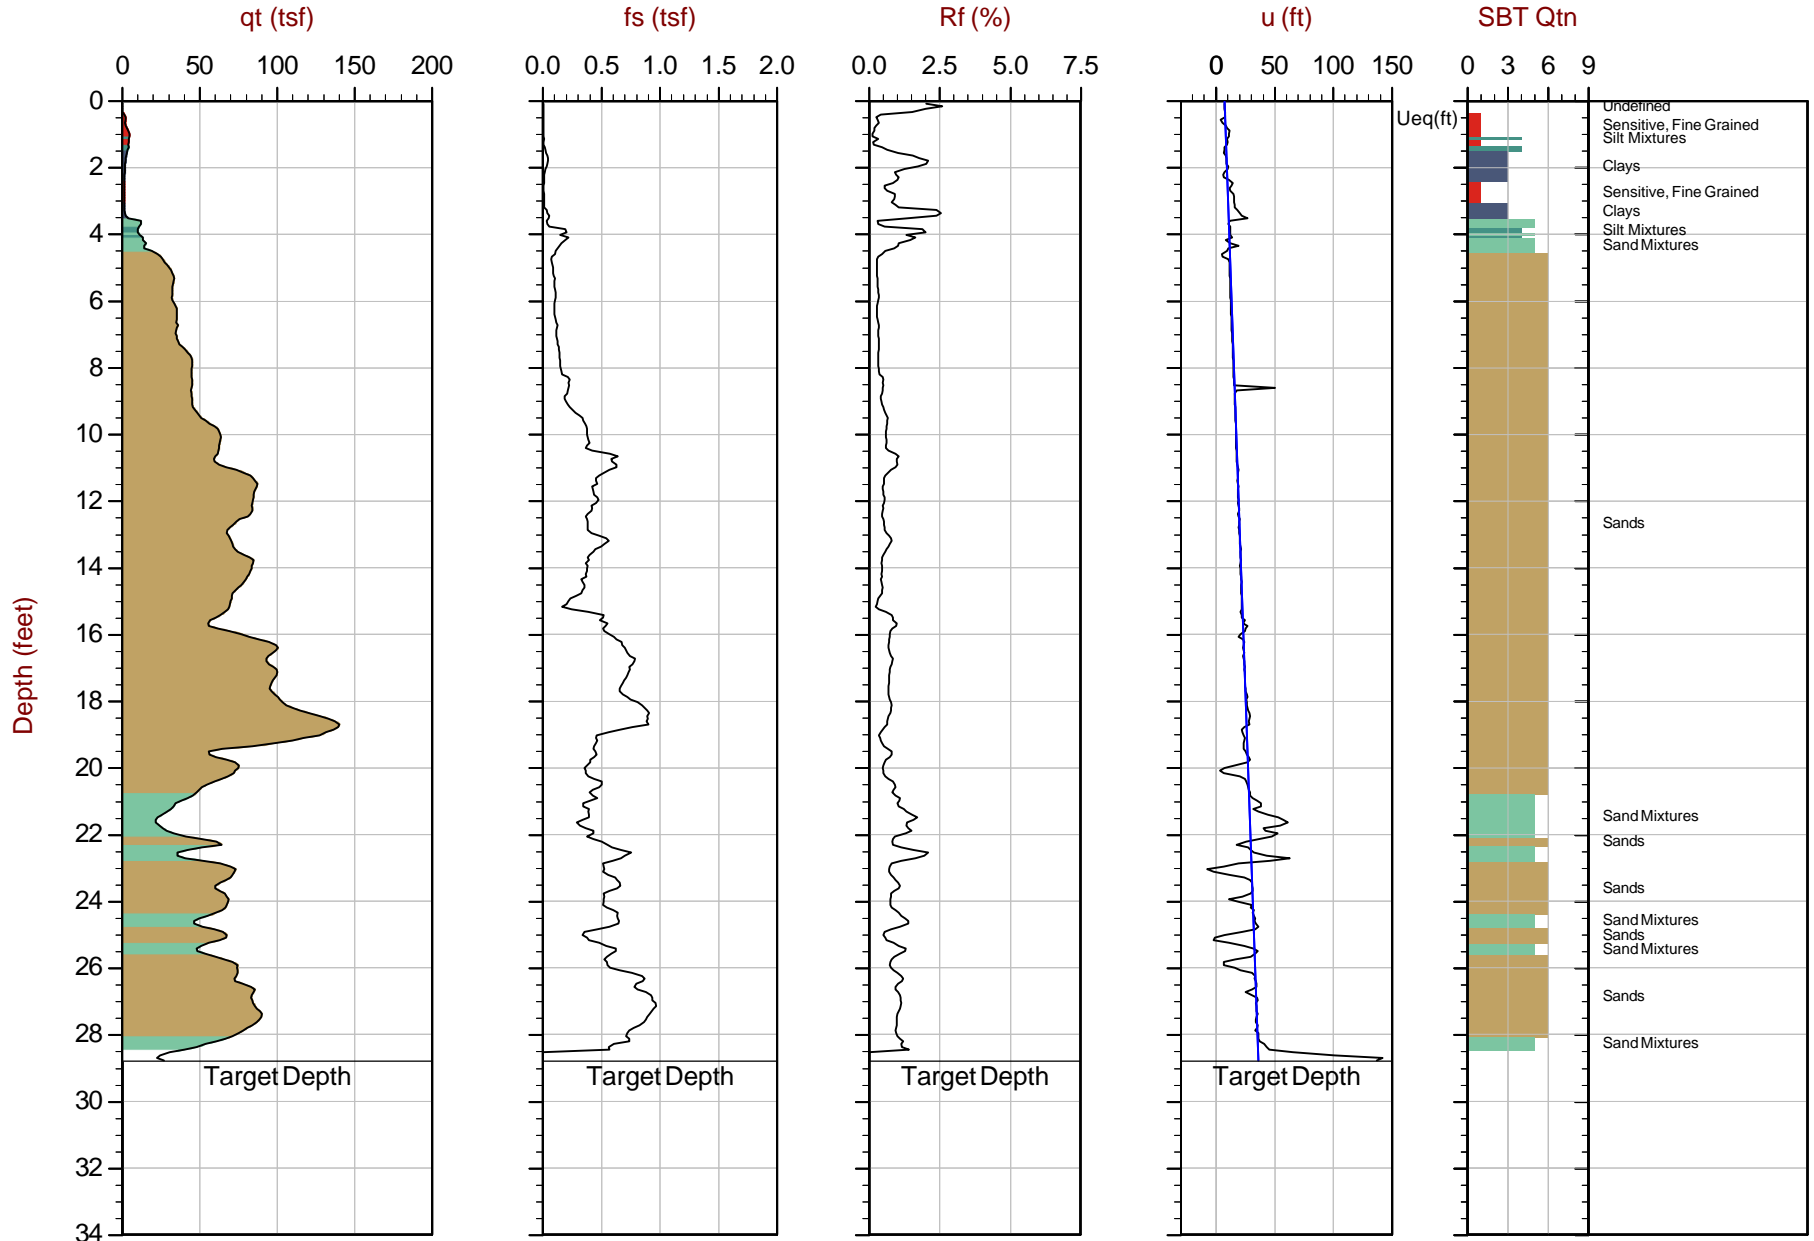 qt (tsf) fs (tsf) Rf (%) u (ft) SBT Qtn
0 50 100 150 200 0.0 0.5 1.0 1.5 2.0 0.0 2.5 5.0 7.5 0 50 100 150 0 3 6 9
0
Undefined
Ueq(ft)
Sensitive, Fine Grained
Silt Mixtures
2
Clays
Sensitive, Fine Grained
Clays
4
Silt Mixtures
Sand Mixtures
6
8
10
12
Sands
14
Depth (feet)
16
18
20
Sand Mixtures
22
Sands
Sands
24
Sand Mixtures
Sands
Sand Mixtures
26
Sands
28
Sand Mixtures
Target Depth Target Depth Target Depth Target Depth
30
32
34